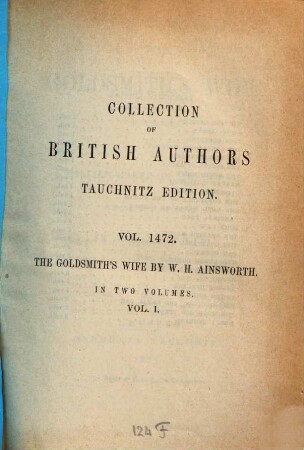 COLLECTION
OF
BRITISH AUTHORS
TAUCHNITZ EDITION.
VOL. 1472.
THE GOLDSMITH'S WIFE BY W. H. AINSWORTH.
IN TWO VOLUMES.
VOL. I.
124 F